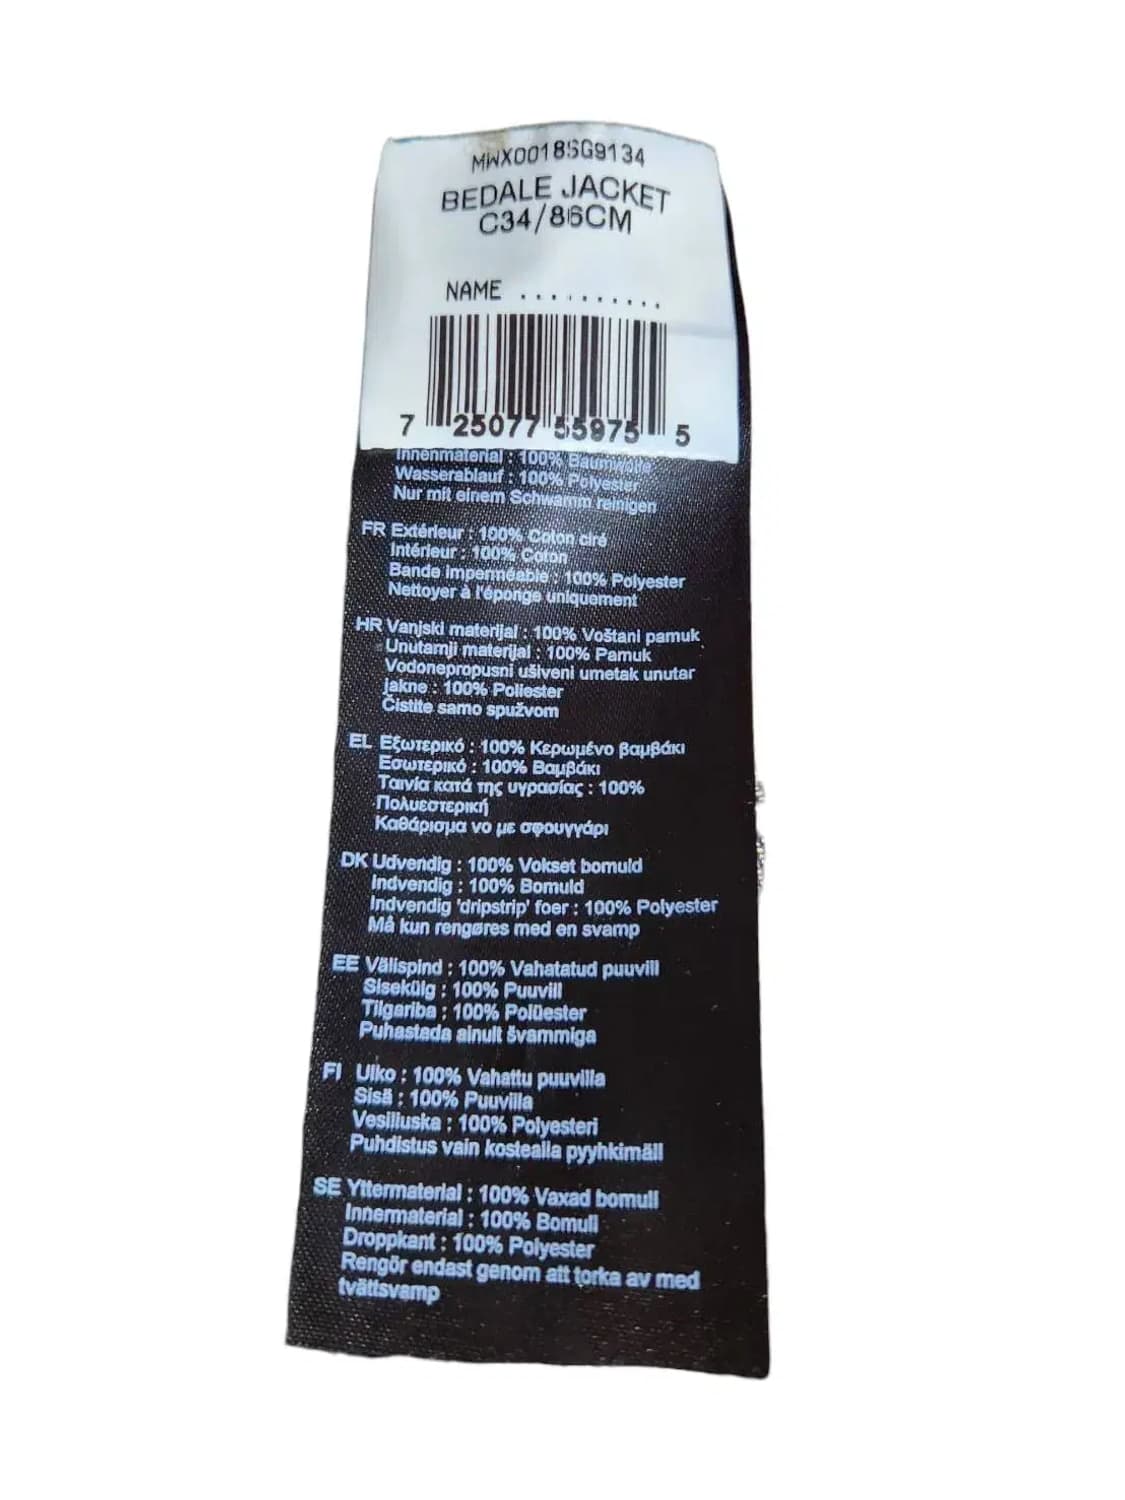 MWX0018SG9134
BEDALE JACKET
C34/86CM
NAME ...........
7 25077 55975 5
Innenmaterial : 100% Baumwolle
Wasserablauf : 100% Polyester
Nur mit einem Schwamm reinigen
FR Extérieur : 100% Coton ciré
Intérieur : 100% Coton
Bande imperméable : 100% Polyester
Nettoyer à l'éponge uniquement
HR Vanjski materijal : 100% Voštani pamuk
Unutarnji materijal : 100% Pamuk
Vodonepropusni ušiveni umetak unutar
jakne : 100% Poliester
Čistite samo spužvom
EL Εξωτερικό : 100% Κερωμένο βαμβάκι
Εσωτερικό : 100% Βαμβάκι
Ταινία κατά της υγρασίας : 100%
Πολυεστερική
Καθάρισμα νο με σφουγγάρι
DK Udvendig : 100% Vokset bomuld
Indvendig : 100% Bomuld
Indvendig 'dripstrip' foer : 100% Polyester
Må kun rengøres med en svamp
EE Välispind : 100% Vahatatud puuvill
Sisekülg : 100% Puuvill
Tilgariba : 100% Polüester
Puhastada ainult švammiga
FI Ulko : 100% Vahattu puuvilla
Sisä : 100% Puuvilla
Vesiliuska : 100% Polyesteri
Puhdistus vain kostealla pyyhkimäll
SE Yttermaterial : 100% Vaxad bomull
Innermaterial : 100% Bomull
Droppkant : 100% Polyester
Rengör endast genom att torka av med
tvättsvamp